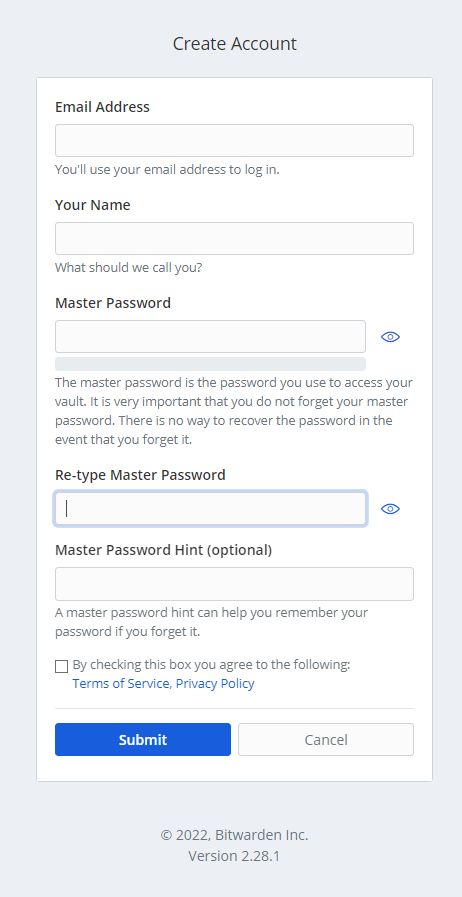 Create Account
Email Address
You'll use your email address to log in.
Your Name
What should we call you?
Master Password
The master password is the password you use to access your
vault. It is very important that you do not forget your master
password. There is no way to recover the password in the
event that you forget it.
Re-type Master Password
Master Password Hint (optional)
A master password hint can help you remember your
password if you forget it.
By checking this box you agree to the following:
Terms of Service, Privacy Policy
Submit
Cancel
© 2022, Bitwarden Inc.
Version 2.28.1